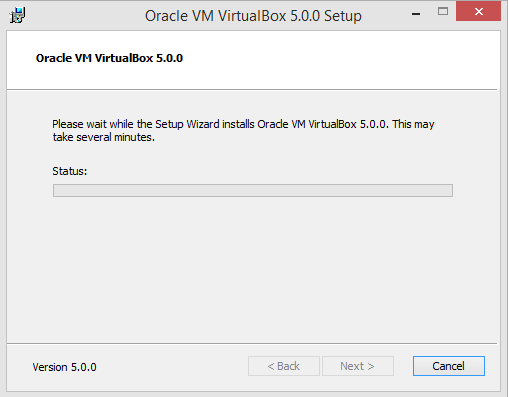 Oracle VM VirtualBox 5.0.0 Setup
Oracle VM VirtualBox 5.0.0
Please wait while the Setup Wizard installs Oracle VM VirtualBox 5.0.0. This may
take several minutes.
Status:
Version 5.0.0
< Back
Next >
Cancel